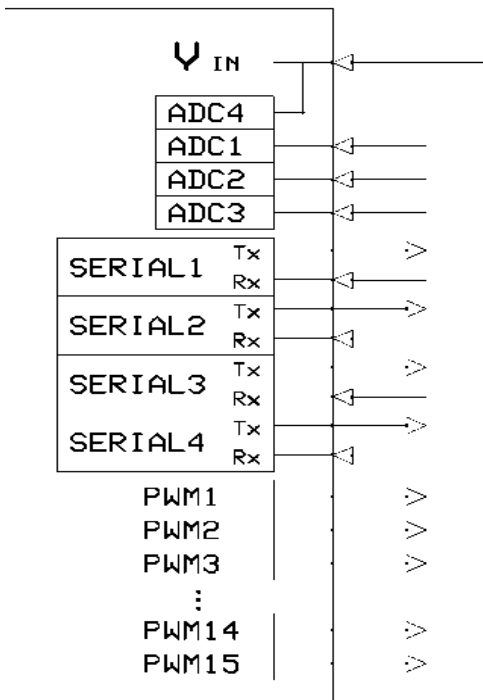 V IN
ADC4
ADC1
ADC2
ADC3
SERIAL1 Tx
Rx
SERIAL2 Tx
Rx
SERIAL3 Tx
Rx
SERIAL4 Tx
Rx
PWM1
PWM2
PWM3
⋮
PWM14
PWM15